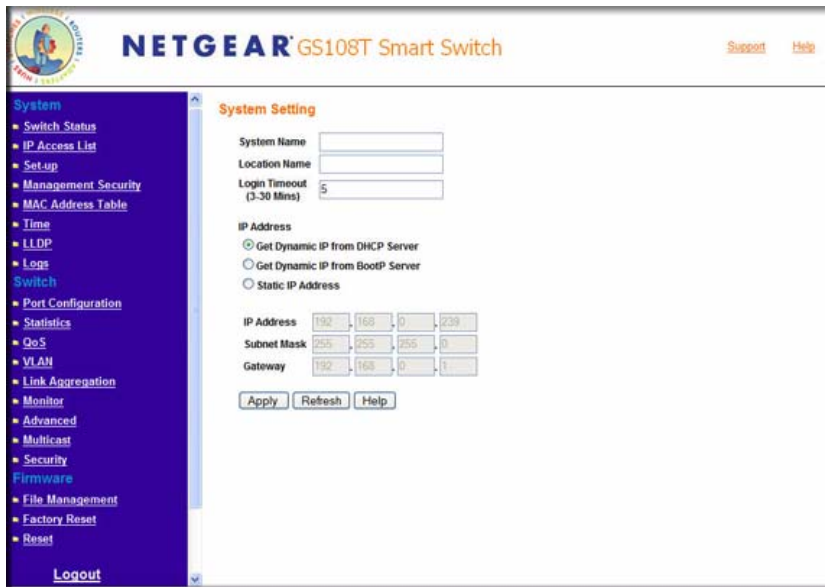 NETGEAR GS108T Smart Switch
Support
Help
System
Switch Status
IP Access List
Set-up
Management Security
MAC Address Table
Time
LLDP
Logs
Switch
Port Configuration
Statistics
QoS
VLAN
Link Aggregation
Monitor
Advanced
Multicast
Security
Firmware
File Management
Factory Reset
Reset
Logout
System Setting
System Name
Location Name
Login Timeout
(3-30 Mins) 5
IP Address
Get Dynamic IP from DHCP Server
Get Dynamic IP from BootP Server
Static IP Address
IP Address 192 . 168 . 0 . 239
Subnet Mask 255 . 255 . 255 . 0
Gateway 192 . 168 . 0 . 1
Apply Refresh Help